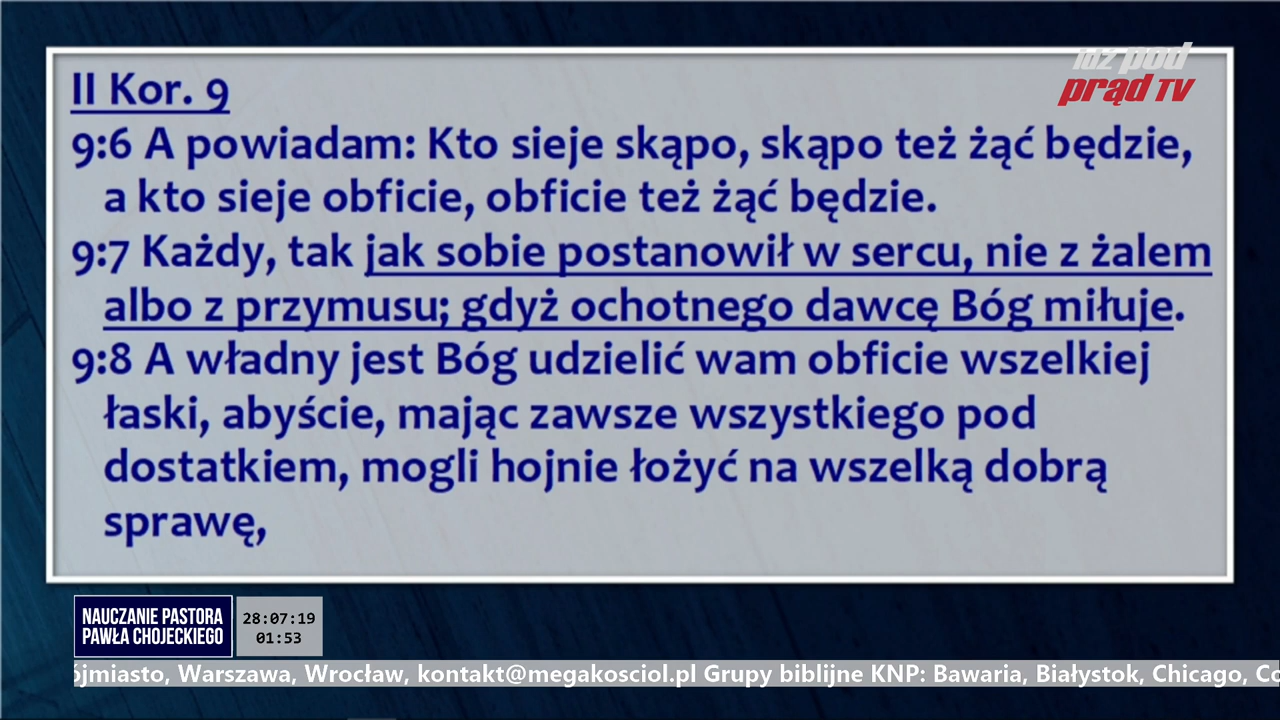 idź pod
prąd TV
II Kor. 9
9:6 A powiadam: Kto sieje skąpo, skąpo też żąć będzie,
a kto sieje obficie, obficie też żąć będzie.
9:7 Każdy, tak jak sobie postanowił w sercu, nie z żalem
albo z przymusu; gdyż ochotnego dawcę Bóg miłuje.
9:8 A władny jest Bóg udzielić wam obficie wszelkiej
łaski, abyście, mając zawsze wszystkiego pod
dostatkiem, mogli hojnie łożyć na wszelką dobrą
sprawę,
NAUCZANIE PASTORA
PAWŁA CHOJECKIEGO
28:07:19
01:53
ójmiasto, Warszawa, Wrocław, kontakt@megakosciol.pl Grupy biblijne KNP: Bawaria, Białystok, Chicago, Co